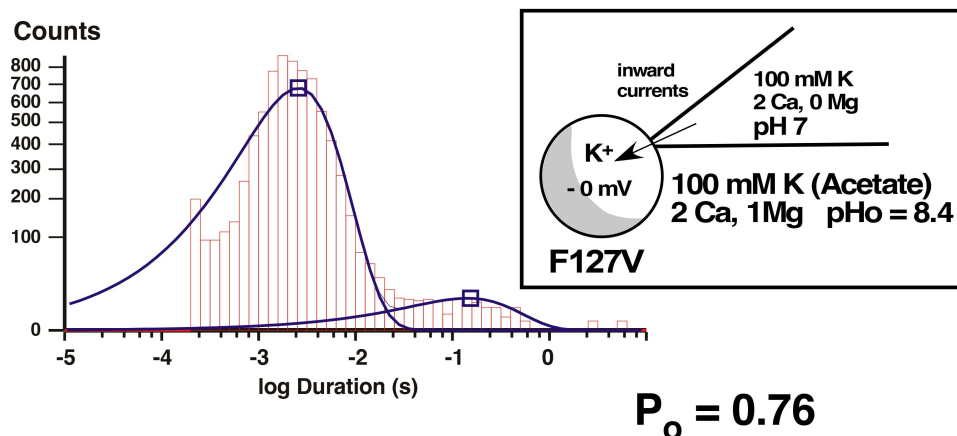 Counts
800
700
600
500
400
300
200
100
0
-5
-4
-3
-2
-1
0
log Duration (s)
inward
currents
100 mM K
2 Ca, 0 Mg
pH 7
K+
- 0 mV
100 mM K (Acetate)
2 Ca, 1Mg pHo = 8.4
F127V
Po = 0.76